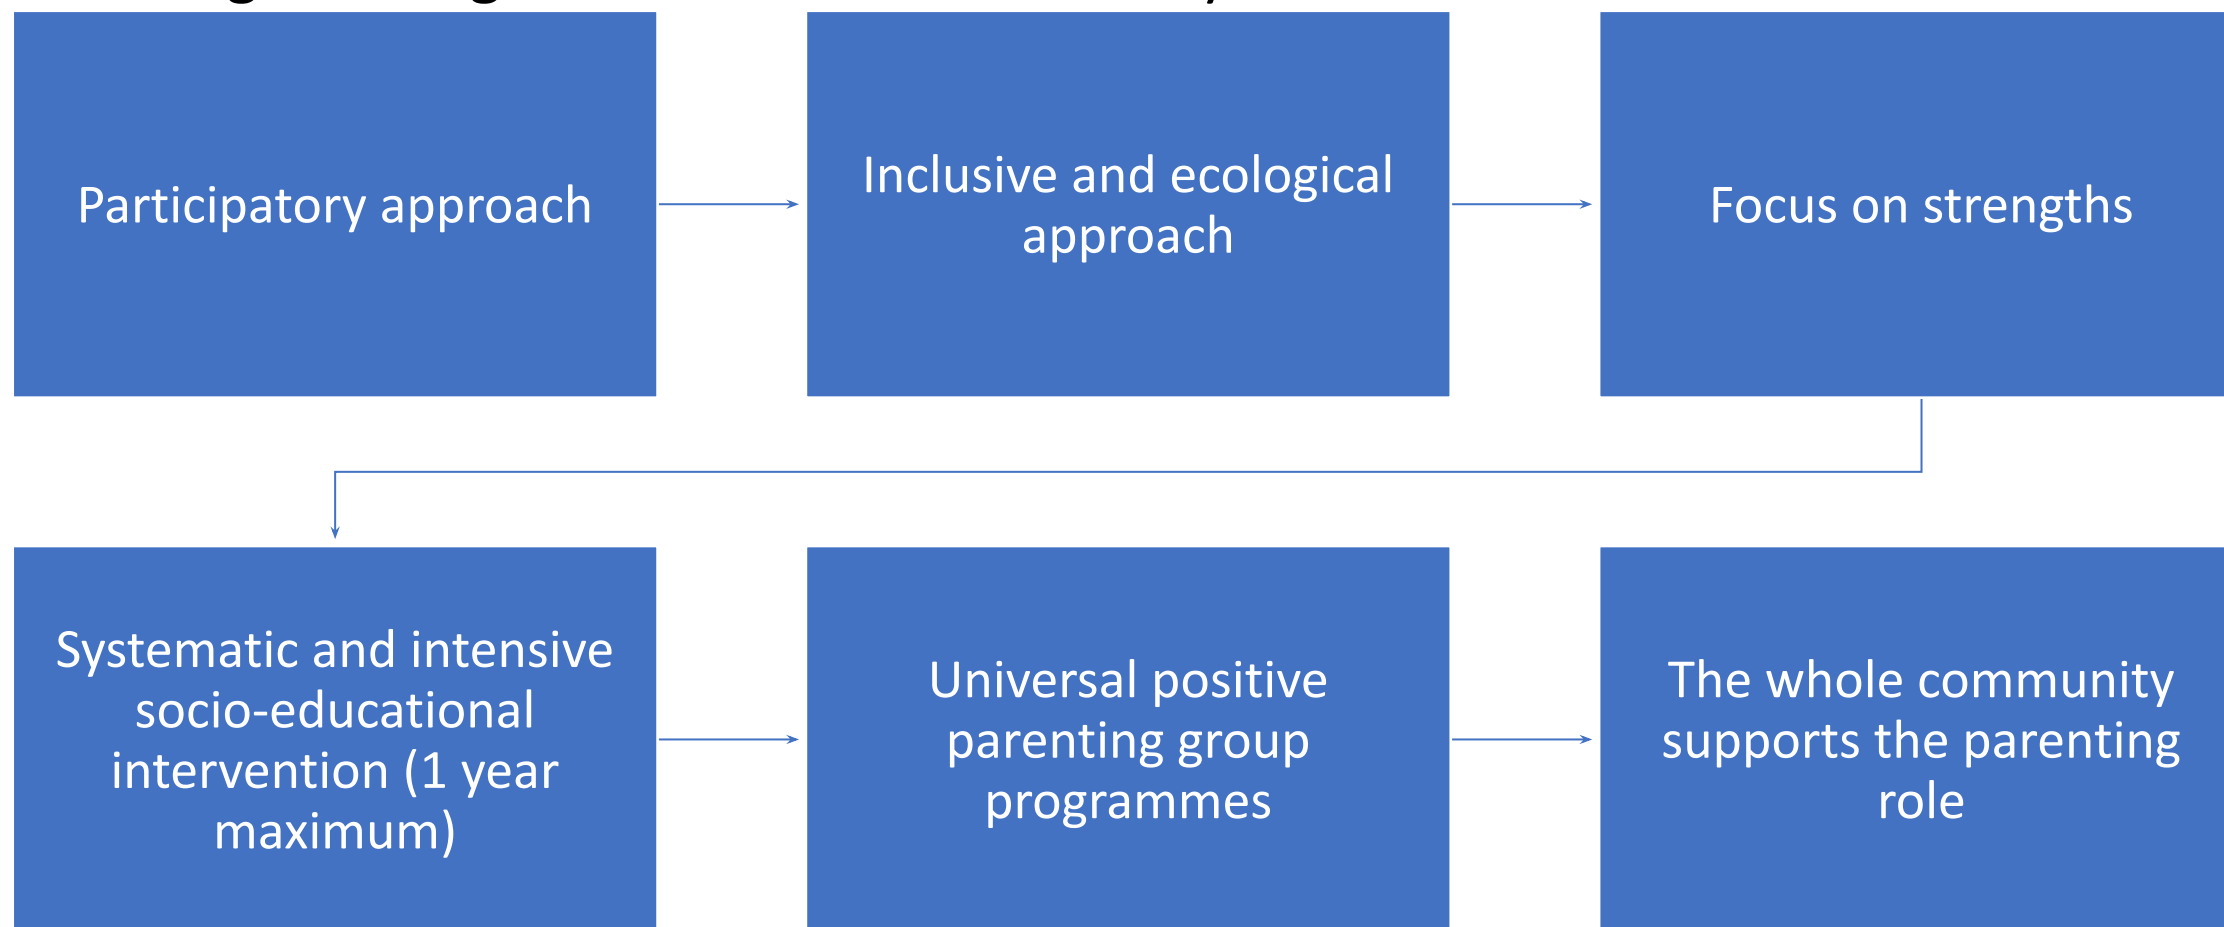 Participatory approach
Inclusive and ecological
approach
Focus on strengths
Systematic and intensive
socio-educational
intervention (1 year
maximum)
Universal positive
parenting group
programmes
The whole community
supports the parenting
role